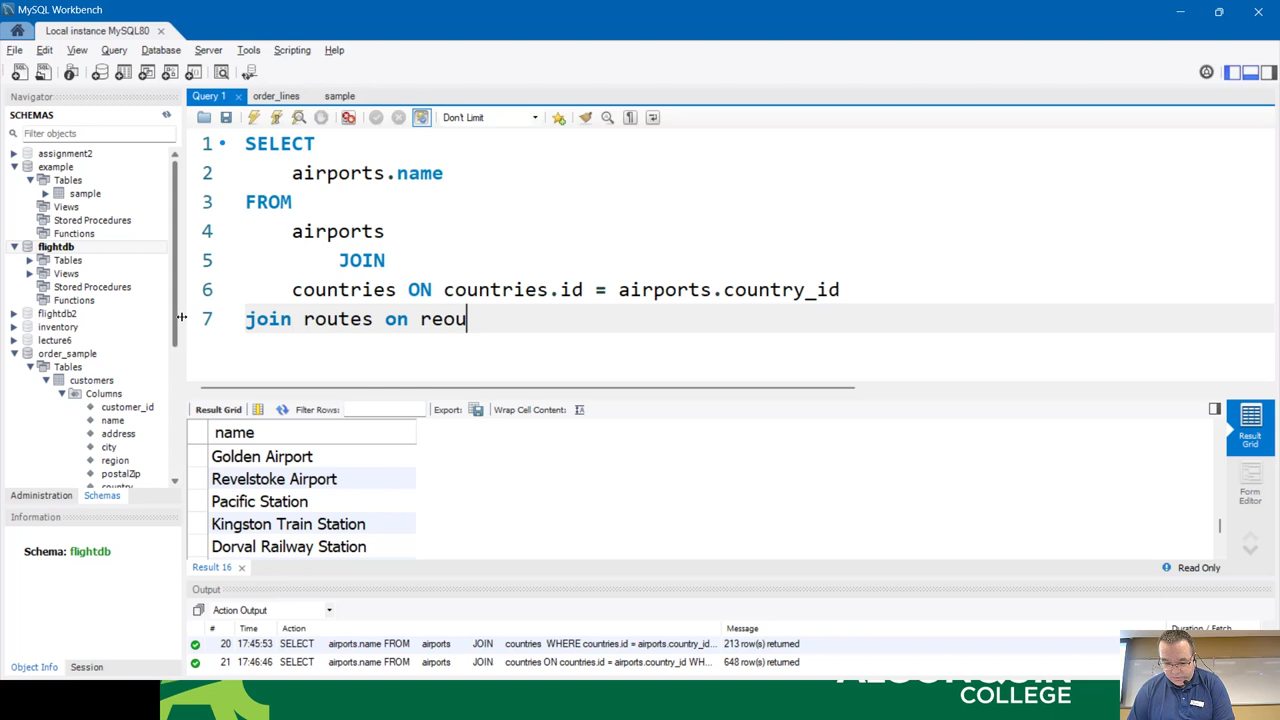 MySQL Workbench
Local instance MySQL80
File Edit View Query Database Server Tools Scripting Help
Navigator
SCHEMAS
Filter objects
assignment2
example
Tables
sample
Views
Stored Procedures
Functions
flightdb
Tables
Views
Stored Procedures
Functions
flightdb2
inventory
lecture6
order_sample
Tables
customers
Columns
customer_id
name
address
city
region
postalZip
country
Administration Schemas
Information
Schema: flightdb
Object Info Session
Query 1 order_lines sample
Don't Limit
1 SELECT
2 airports.name
3 FROM
4 airports
5 JOIN
6 countries ON countries.id = airports.country_id
7 join routes on reou
Result Grid Filter Rows: Export: Wrap Cell Content:
name
Golden Airport
Revelstoke Airport
Pacific Station
Kingston Train Station
Dorval Railway Station
Result Grid
Form Editor
Result 16
Read Only
Output
Action Output
# Time Action Message Duration / Fetch
20 17:45:53 SELECT airports.name FROM airports JOIN countries WHERE countries.id = airports.country_id... 213 row(s) returned
21 17:46:46 SELECT airports.name FROM airports JOIN countries ON countries.id = airports.country_id WH... 648 row(s) returned
ALGONQUIN
COLLEGE